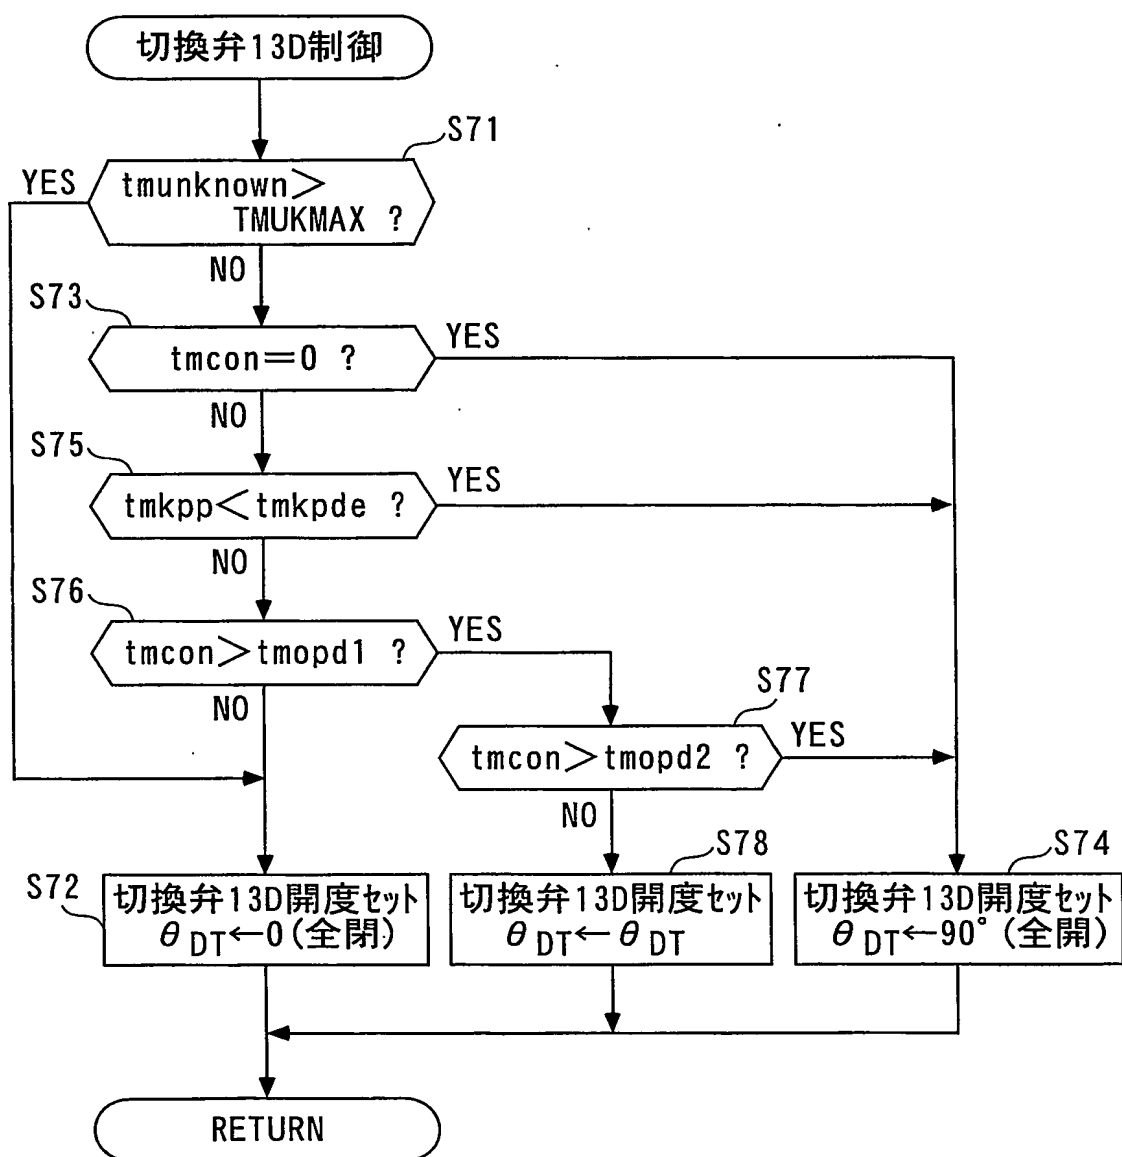 切換弁13D制御
S71
YES
tmunknown>
TMUKMAX ?
NO
S73
YES
tmcon=0 ?
NO
S75
YES
tmkpp<tmkpde ?
NO
S76
YES
tmcon>tmopd1 ?
NO
S77
tmcon>tmopd2 ?
YES
NO
S72
切換弁13D開度セット
θDT←0(全閉)
S78
切換弁13D開度セット
θDT←θDT
S74
切換弁13D開度セット
θDT←90°(全開)
RETURN